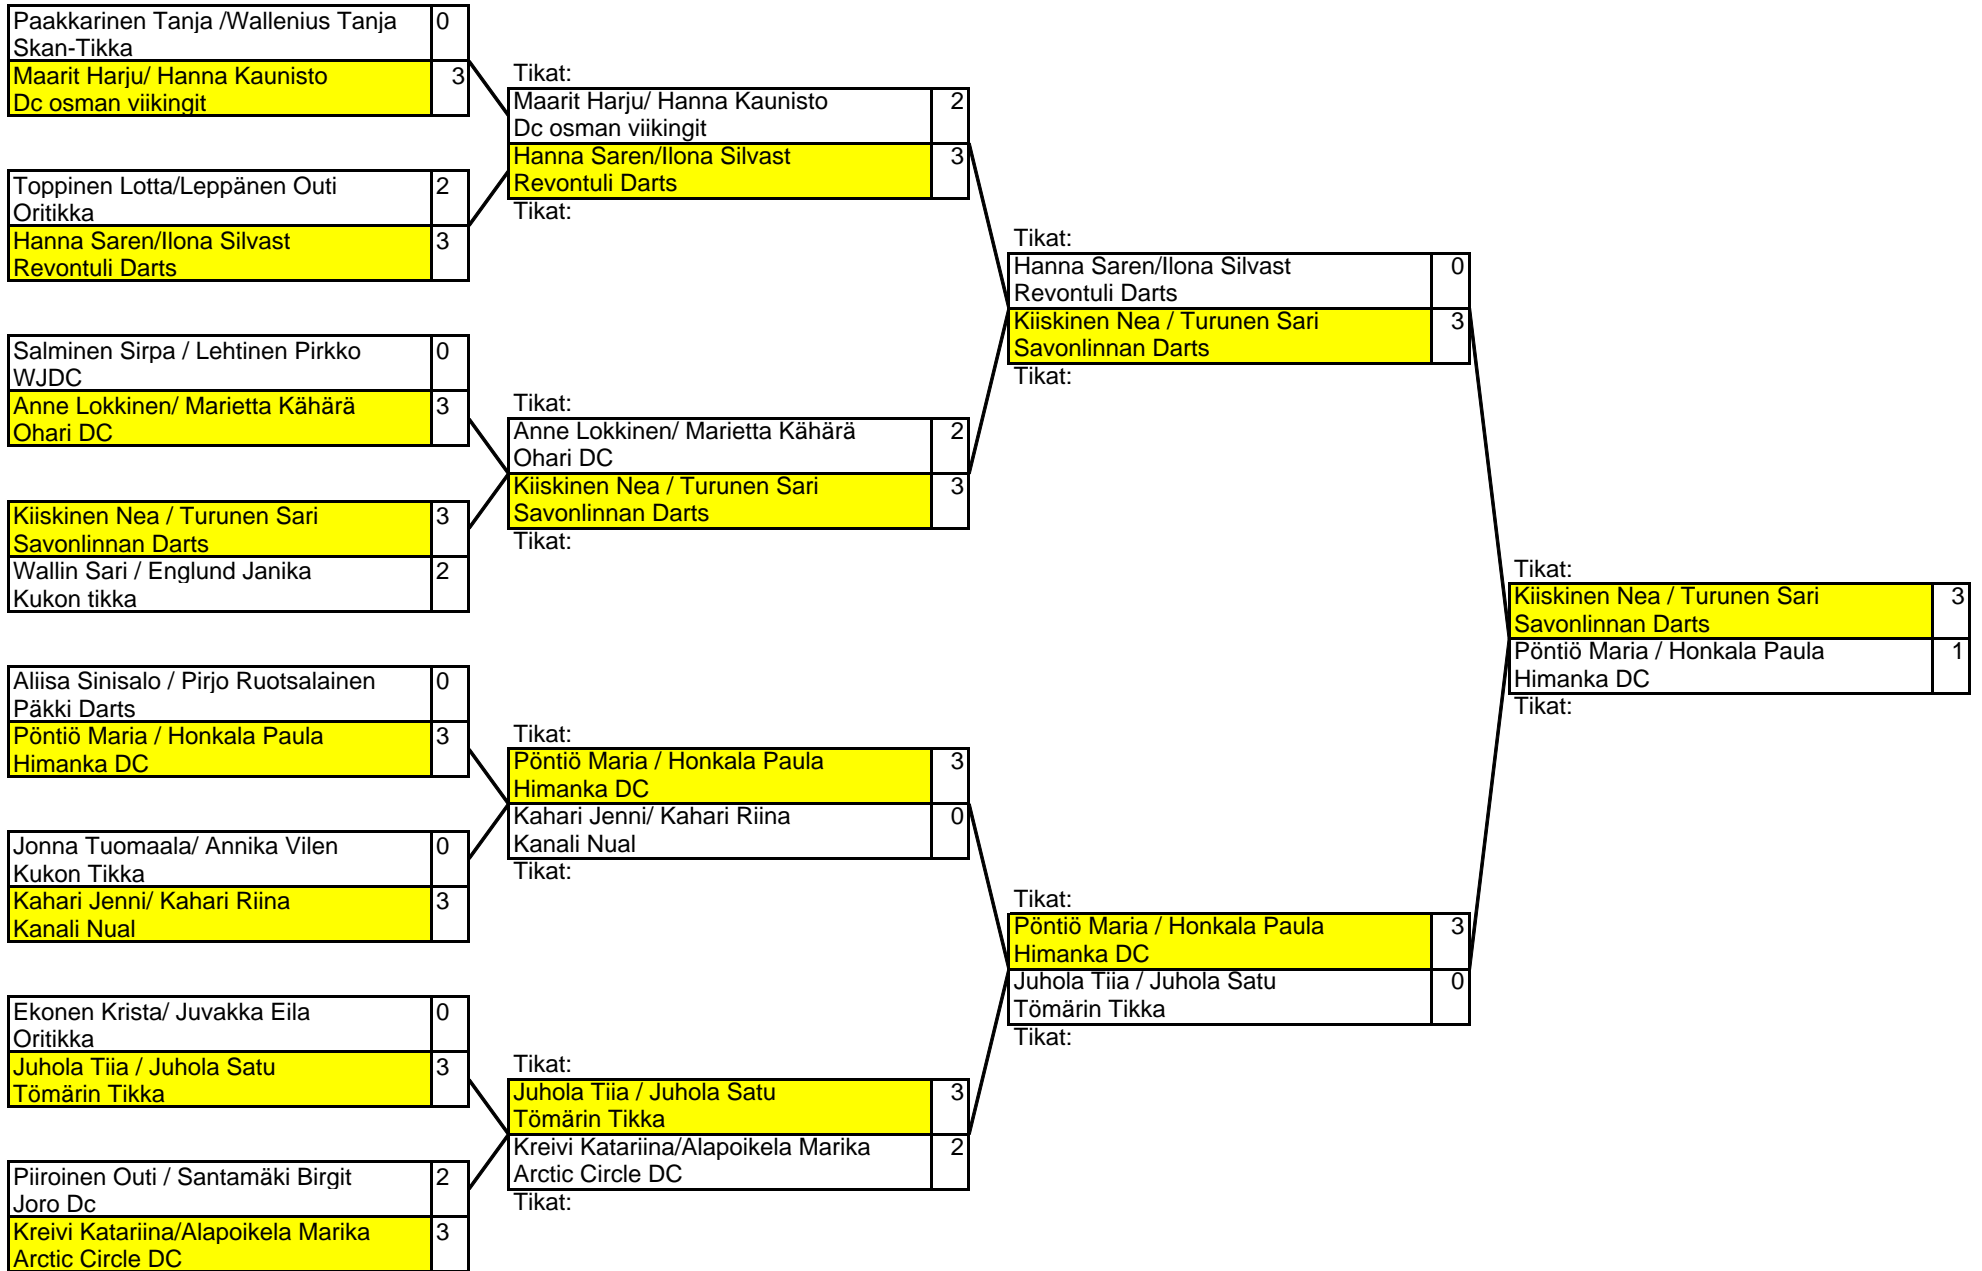 Paakkarinen Tanja /Wallenius Tanja 0
Skan-Tikka
Maarit Harju/ Hanna Kaunisto 3
Dc osman viikingit
Toppinen Lotta/Leppänen Outi 2
Oritikka
Hanna Saren/Ilona Silvast 3
Revontuli Darts
Salminen Sirpa / Lehtinen Pirkko 0
WJDC
Anne Lokkinen/ Marietta Kähärä 3
Ohari DC
Kiiskinen Nea / Turunen Sari 3
Savonlinnan Darts
Wallin Sari / Englund Janika 2
Kukon tikka
Aliisa Sinisalo / Pirjo Ruotsalainen 0
Päkki Darts
Pöntiö Maria / Honkala Paula 3
Himanka DC
Jonna Tuomaala/ Annika Vilen 0
Kukon Tikka
Kahari Jenni/ Kahari Riina 3
Kanali Nual
Ekonen Krista/ Juvakka Eila 0
Oritikka
Juhola Tiia / Juhola Satu 3
Tömärin Tikka
Piiroinen Outi / Santamäki Birgit 2
Joro Dc
Kreivi Katariina/Alapoikela Marika 3
Arctic Circle DC
Tikat:
Maarit Harju/ Hanna Kaunisto 2
Dc osman viikingit
Hanna Saren/Ilona Silvast 3
Revontuli Darts
Tikat:
Tikat:
Anne Lokkinen/ Marietta Kähärä 2
Ohari DC
Kiiskinen Nea / Turunen Sari 3
Savonlinnan Darts
Tikat:
Tikat:
Pöntiö Maria / Honkala Paula 3
Himanka DC
Kahari Jenni/ Kahari Riina 0
Kanali Nual
Tikat:
Tikat:
Juhola Tiia / Juhola Satu 3
Tömärin Tikka
Kreivi Katariina/Alapoikela Marika 2
Arctic Circle DC
Tikat:
Tikat:
Hanna Saren/Ilona Silvast 0
Revontuli Darts
Kiiskinen Nea / Turunen Sari 3
Savonlinnan Darts
Tikat:
Tikat:
Pöntiö Maria / Honkala Paula 3
Himanka DC
Juhola Tiia / Juhola Satu 0
Tömärin Tikka
Tikat:
Tikat:
Kiiskinen Nea / Turunen Sari 3
Savonlinnan Darts
Pöntiö Maria / Honkala Paula 1
Himanka DC
Tikat: